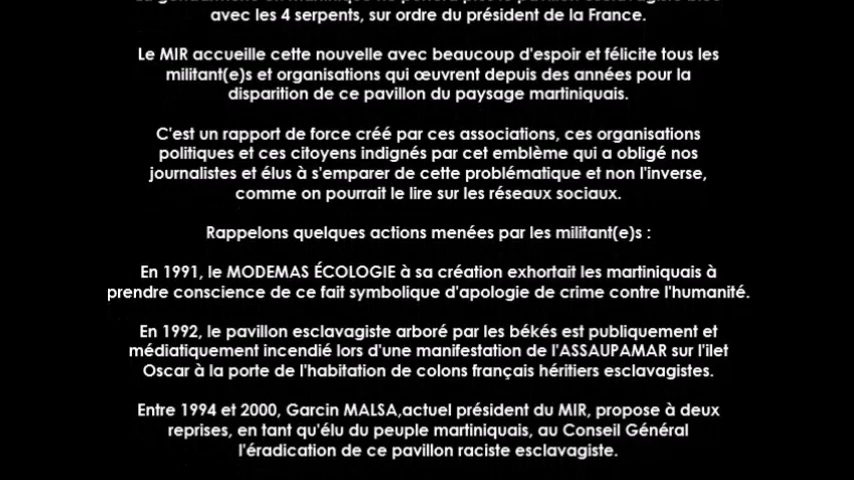 avec les 4 serpents, sur ordre du président de la France.
Le MIR accueille cette nouvelle avec beaucoup d'espoir et félicite tous les
militant(e)s et organisations qui œuvrent depuis des années pour la
disparition de ce pavillon du paysage martiniquais.
C'est un rapport de force créé par ces associations, ces organisations
politiques et ces citoyens indignés par cet emblème qui a obligé nos
journalistes et élus à s'emparer de cette problématique et non l'inverse,
comme on pourrait le lire sur les réseaux sociaux.
Rappelons quelques actions menées par les militant(e)s :
En 1991, le MODEMAS ÉCOLOGIE à sa création exhortait les martiniquais à
prendre conscience de ce fait symbolique d'apologie de crime contre l'humanité.
En 1992, le pavillon esclavagiste arboré par les békés est publiquement et
médiatiquement incendié lors d'une manifestation de l'ASSAUPAMAR sur l'ilet
Oscar à la porte de l'habitation de colons français héritiers esclavagistes.
Entre 1994 et 2000, Garcin MALSA,actuel président du MIR, propose à deux
reprises, en tant qu'élu du peuple martiniquais, au Conseil Général
l'éradication de ce pavillon raciste esclavagiste.